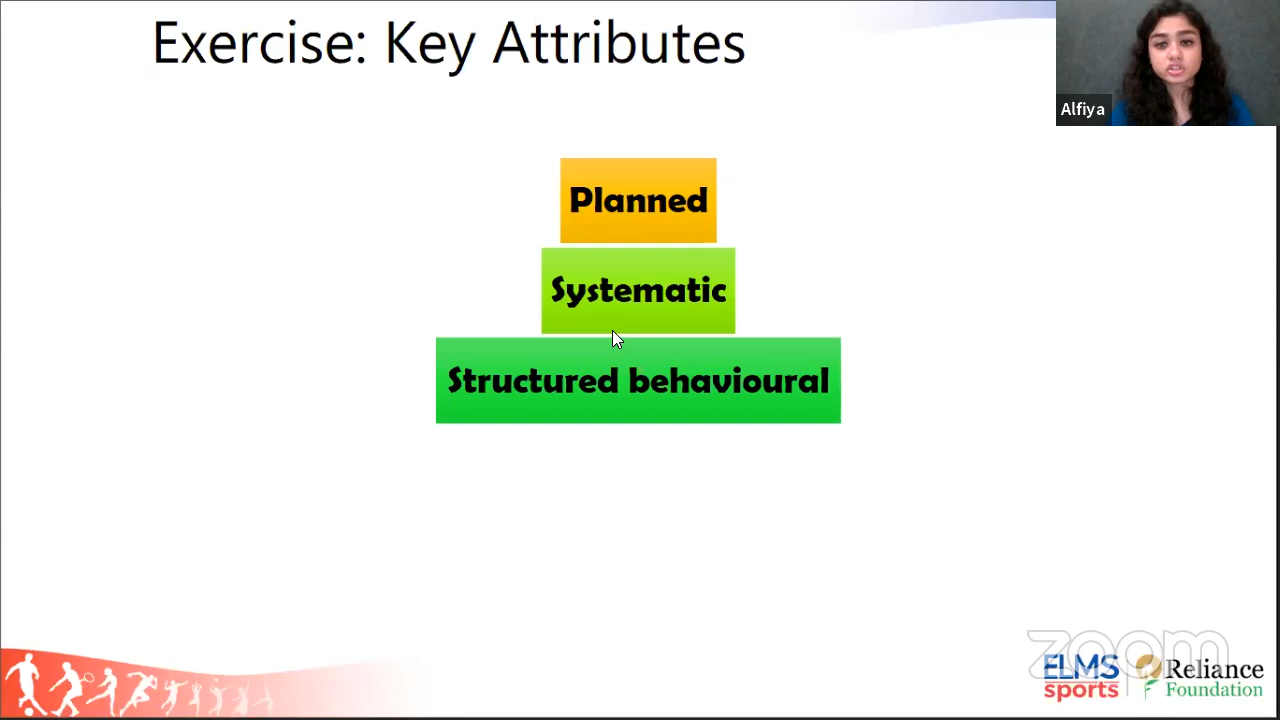 Exercise: Key Attributes
Alfiya
Planned
Systematic
Structured behavioural
zoom
ELMS
sports
Reliance
Foundation